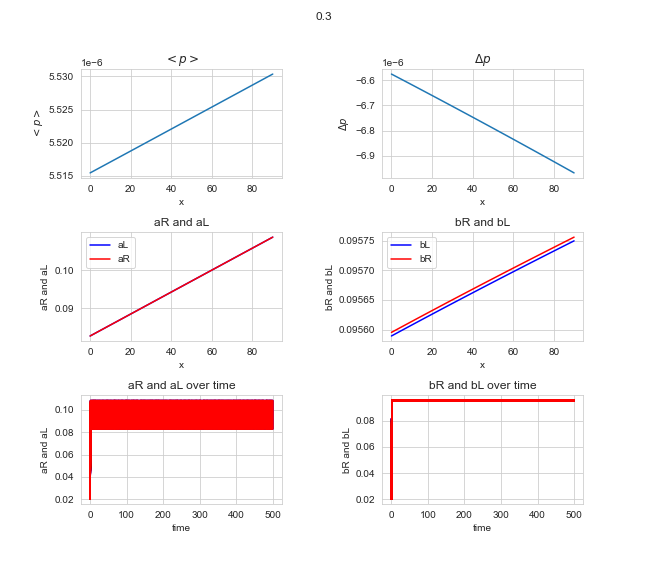 0.3
< p >
1e−6
5.530
5.525
5.520
5.515
< p >
0 20 40 60 80
x
Δp
1e−6
−6.6
−6.7
−6.8
−6.9
Δp
0 20 40 60 80
x
aR and aL
aL
aR
0.10
0.09
aR and aL
0 20 40 60 80
x
bR and bL
bL
bR
0.09575
0.09570
0.09565
0.09560
bR and bL
0 20 40 60 80
x
aR and aL over time
0.10
0.08
0.06
0.04
0.02
aR and aL
0 100 200 300 400 500
time
bR and bL over time
0.08
0.06
0.04
0.02
bR and bL
0 100 200 300 400 500
time